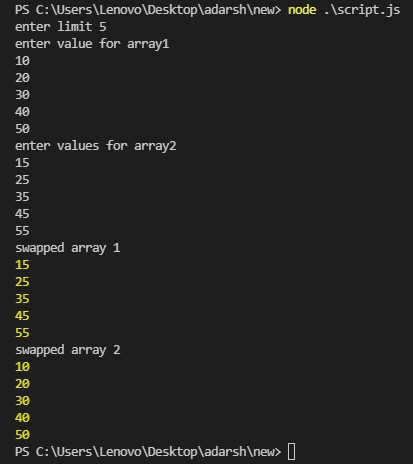 PS C:\Users\Lenovo\Desktop\adarsh\new> node .\script.js
enter limit 5
enter value for array1
10
20
30
40
50
enter values for array2
15
25
35
45
55
swapped array 1
15
25
35
45
55
swapped array 2
10
20
30
40
50
PS C:\Users\Lenovo\Desktop\adarsh\new>